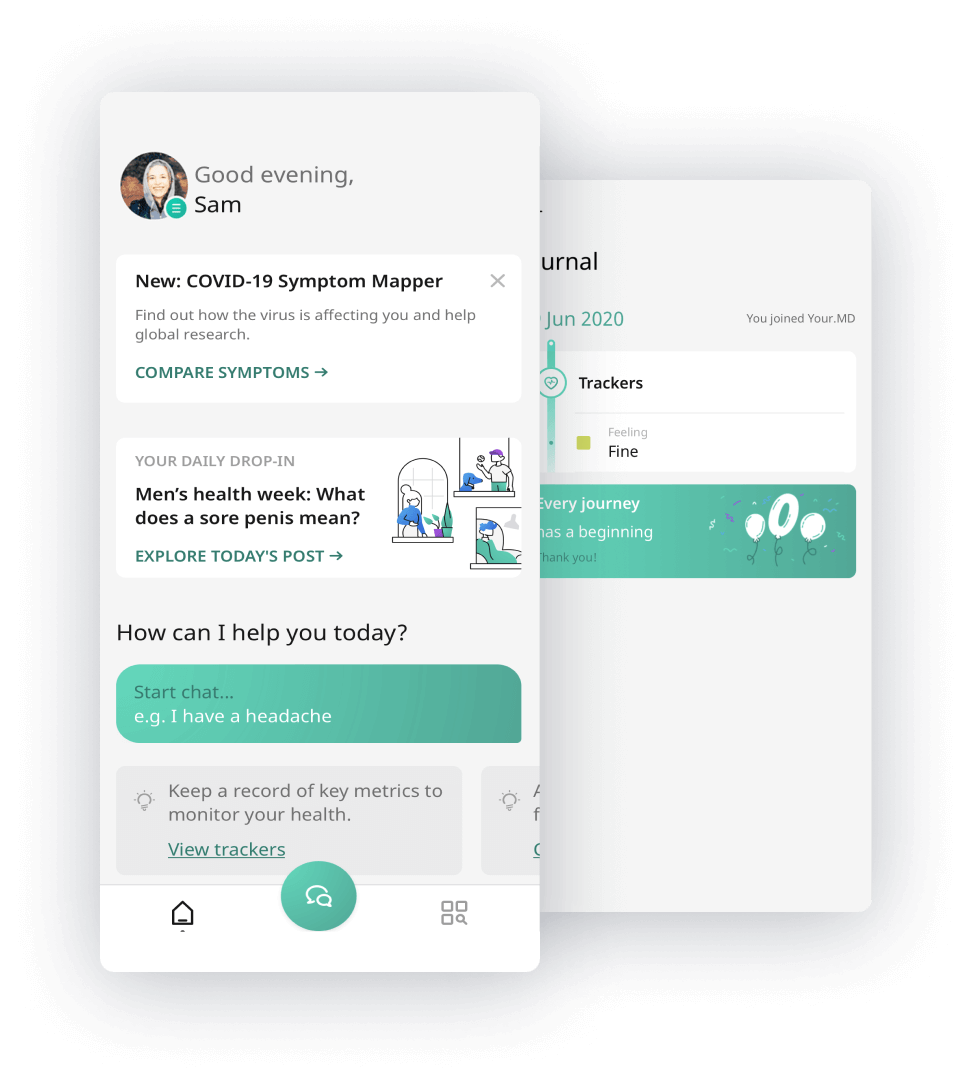 Good evening,
Sam
New: COVID-19 Symptom Mapper
Find out how the virus is affecting you and help
global research.
COMPARE SYMPTOMS →
YOUR DAILY DROP-IN
Men’s health week: What
does a sore penis mean?
EXPLORE TODAY'S POST →
How can I help you today?
Start chat...
e.g. I have a headache
Keep a record of key metrics to
monitor your health.
View trackers
urnal
Jun 2020
You joined Your.MD
Trackers
Feeling
Fine
Every journey
has a beginning
Thank you!
0